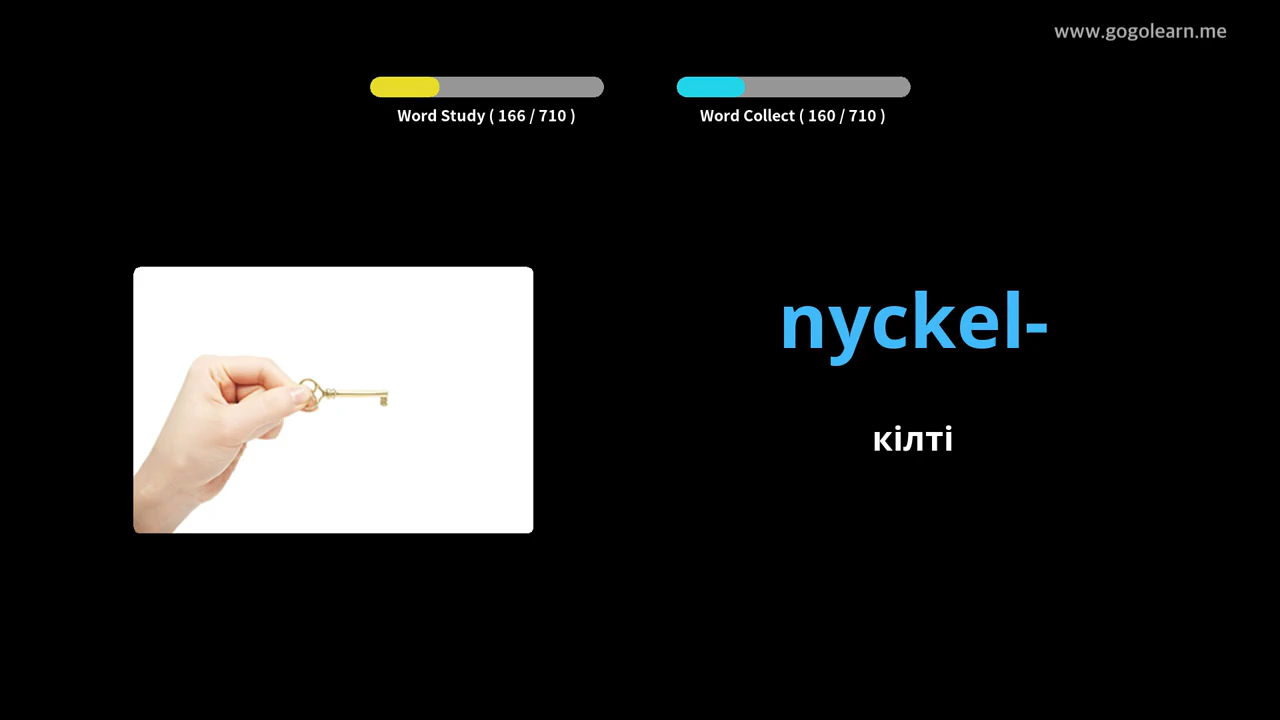 www.gogolearn.me
Word Study ( 166 / 710 )
Word Collect ( 160 / 710 )
nyckel-
кілті